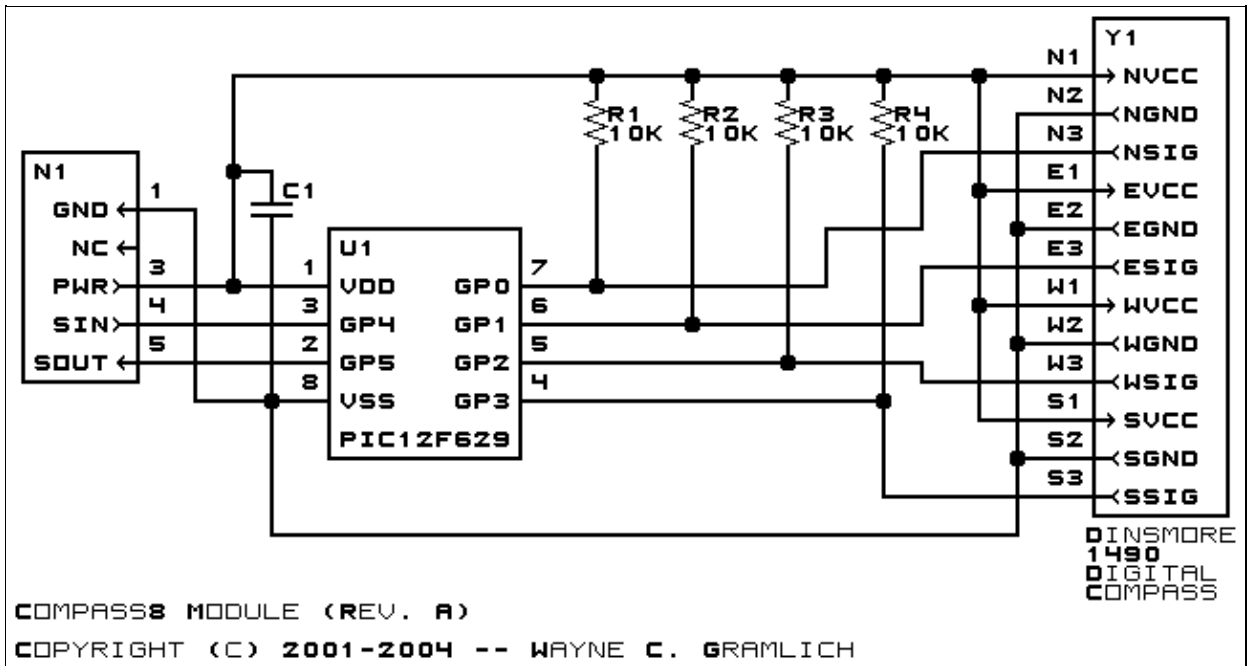 Y1
N1 NVCC
N2 NGND
N3 NSIG
E1 EVCC
E2 EGND
E3 ESIG
W1 WVCC
W2 WGND
W3 WSIG
S1 SVCC
S2 SGND
S3 SSIG
DINSMORE
1490
DIGITAL
COMPASS
R1
10K
R2
10K
R3
10K
R4
10K
N1
GND 1
NC
PWR 3
SIN 4
SOUT 5
C1
U1
1 VDD GP0 7
3 GP4 GP1 6
2 GP5 GP2 5
8 VSS GP3 4
PIC12F629
COMPASS8 MODULE (REV. A)
COPYRIGHT (C) 2001-2004 -- WAYNE C. GRAMLICH